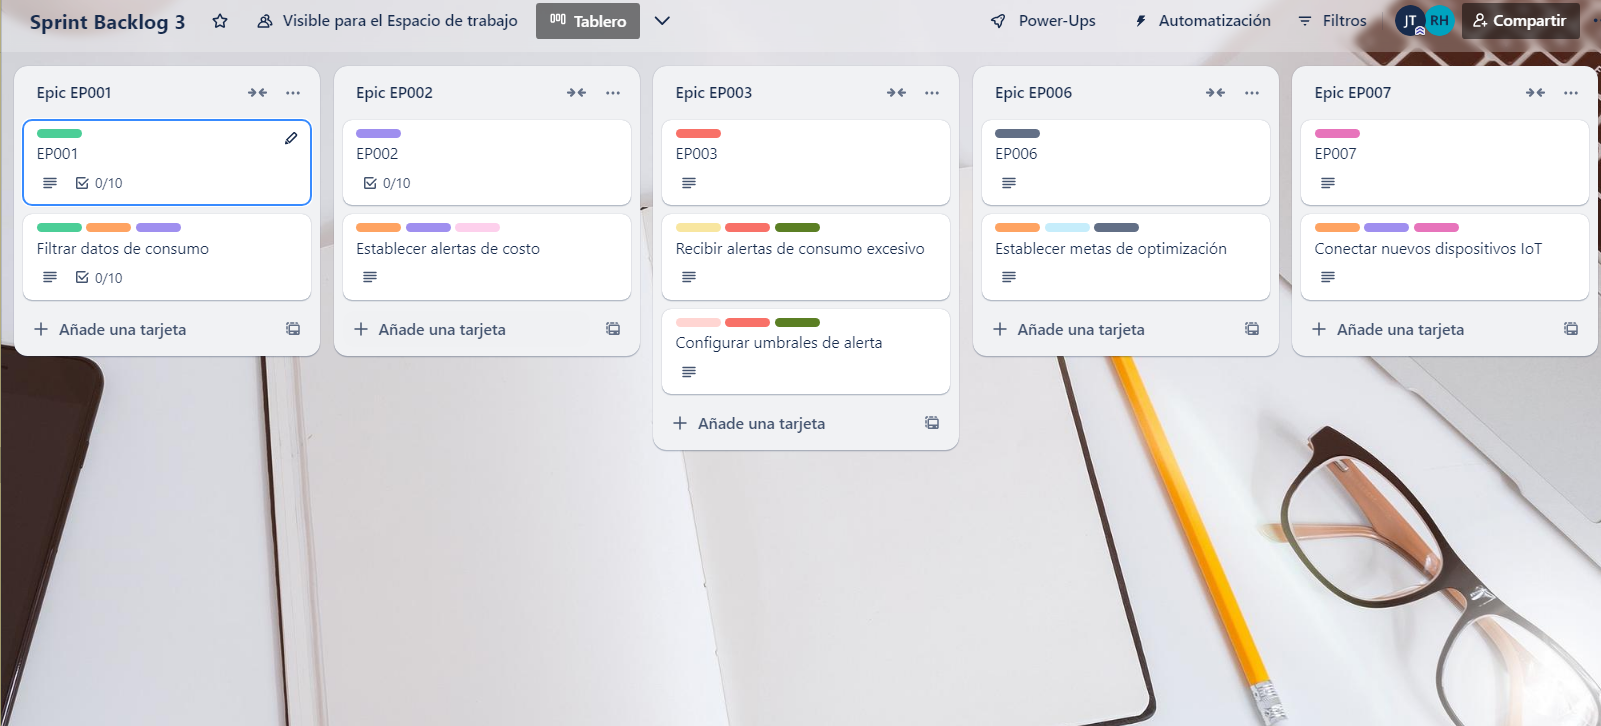 Sprint Backlog 3
Visible para el Espacio de trabajo
Tablero
Power-Ups
Automatización
Filtros
JT
RH
Compartir
Epic EP001
EP001
0/10
Filtrar datos de consumo
0/10
Añade una tarjeta
Epic EP002
EP002
0/10
Establecer alertas de costo
Añade una tarjeta
Epic EP003
EP003
Recibir alertas de consumo excesivo
Configurar umbrales de alerta
Añade una tarjeta
Epic EP006
EP006
Establecer metas de optimización
Añade una tarjeta
Epic EP007
EP007
Conectar nuevos dispositivos IoT
Añade una tarjeta